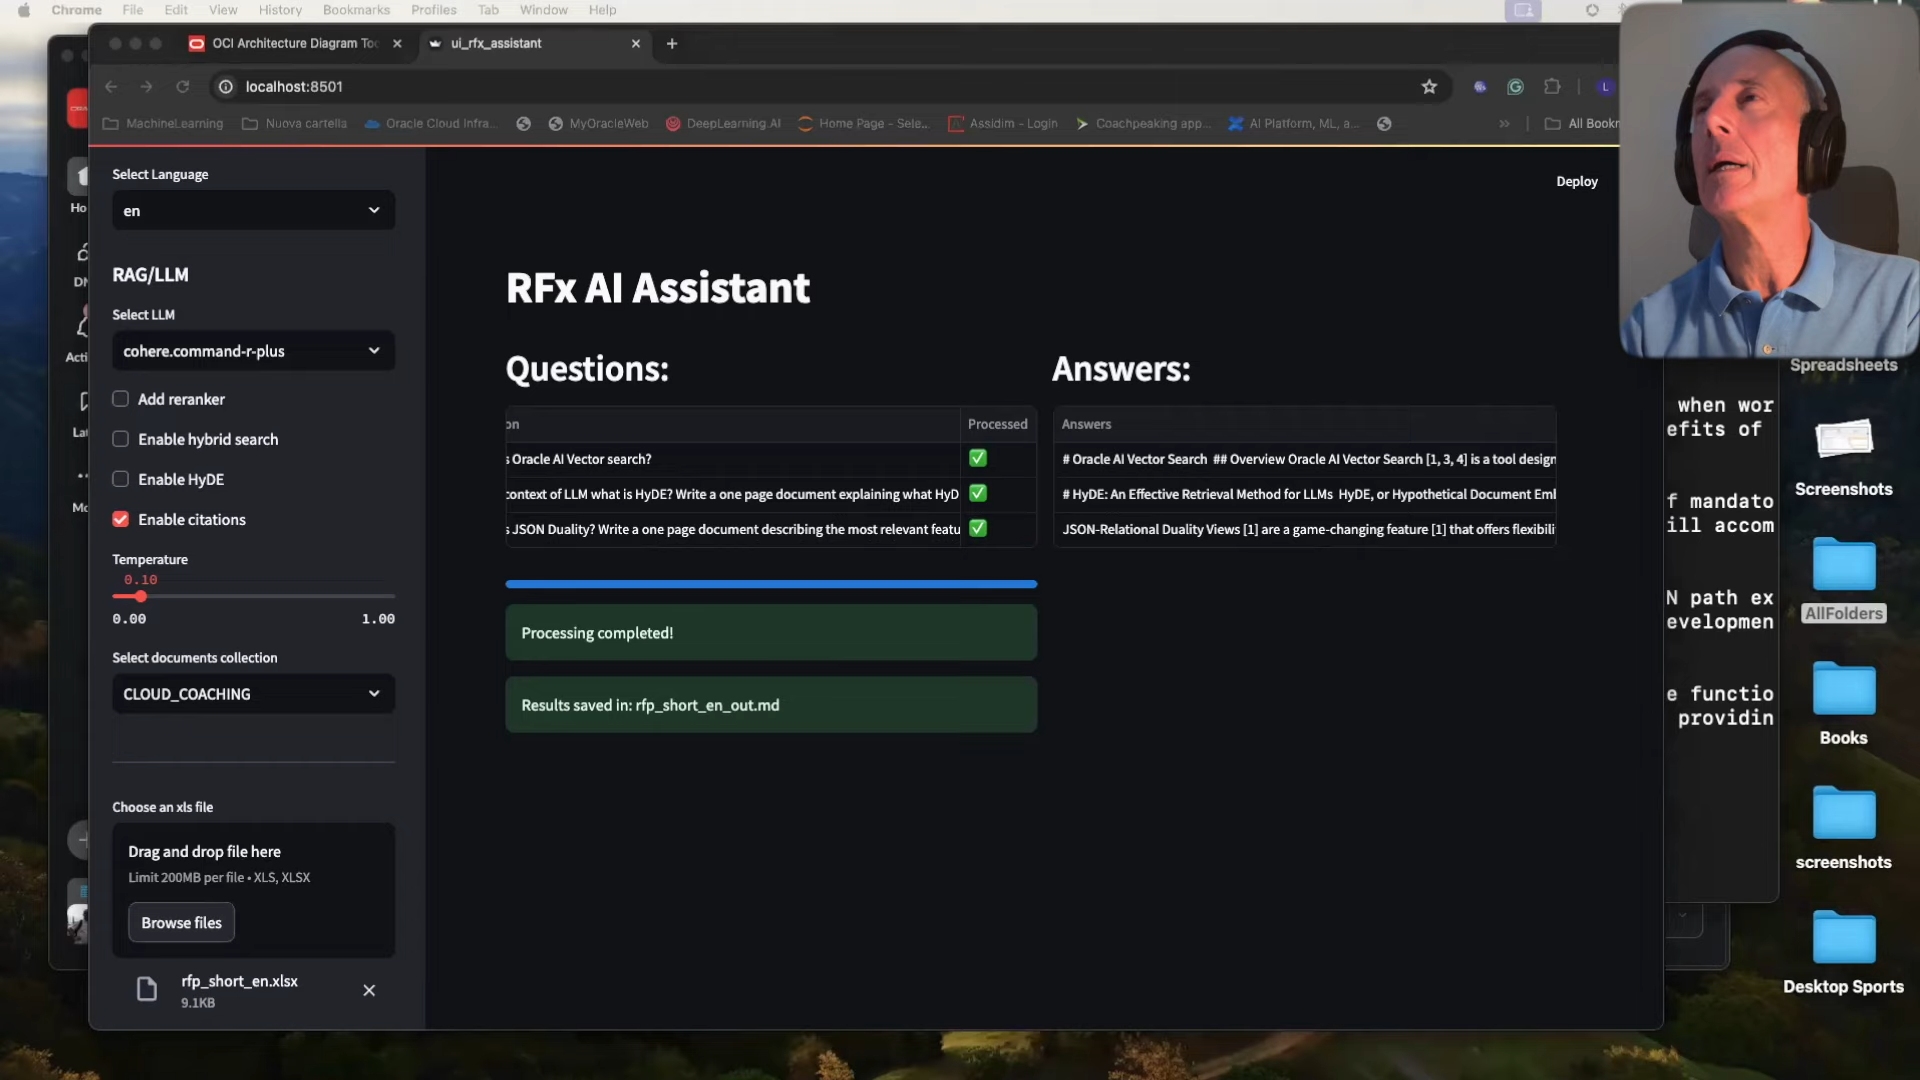 Chrome File Edit View History Bookmarks Profiles Tab Window Help
OCI Architecture Diagram Too
ui_rfx_assistant
localhost:8501
MachineLearning
Nuova cartella
Oracle Cloud Infra...
MyOracleWeb
DeepLearning.AI
Home Page - Sele...
Assidim - Login
Coachpeaking app...
AI Platform, ML, a...
»
All Bookn
Ho
DN
Acti
Lat
Mo
Select Language
en
RAG/LLM
Select LLM
cohere.command-r-plus
Add reranker
Enable hybrid search
Enable HyDE
Enable citations
Temperature
0.10
0.00 1.00
Select documents collection
CLOUD_COACHING
Choose an xls file
Drag and drop file here
Limit 200MB per file • XLS, XLSX
Browse files
rfp_short_en.xlsx
9.1KB
Deploy
RFx AI Assistant
Questions:
on Processed
s Oracle AI Vector search?
context of LLM what is HyDE? Write a one page document explaining what HyD
s JSON Duality? Write a one page document describing the most relevant featu
Processing completed!
Results saved in: rfp_short_en_out.md
Answers:
Answers
# Oracle AI Vector Search ## Overview Oracle AI Vector Search [1, 3, 4] is a tool design
# HyDE: An Effective Retrieval Method for LLMs HyDE, or Hypothetical Document Eml
JSON-Relational Duality Views [1] are a game-changing feature [1] that offers flexibili
L
when wor
efits of
f mandato
ill accom
N path ex
evelopmen
e functio
providin
Spreadsheets
Screenshots
AllFolders
Books
screenshots
Desktop Sports